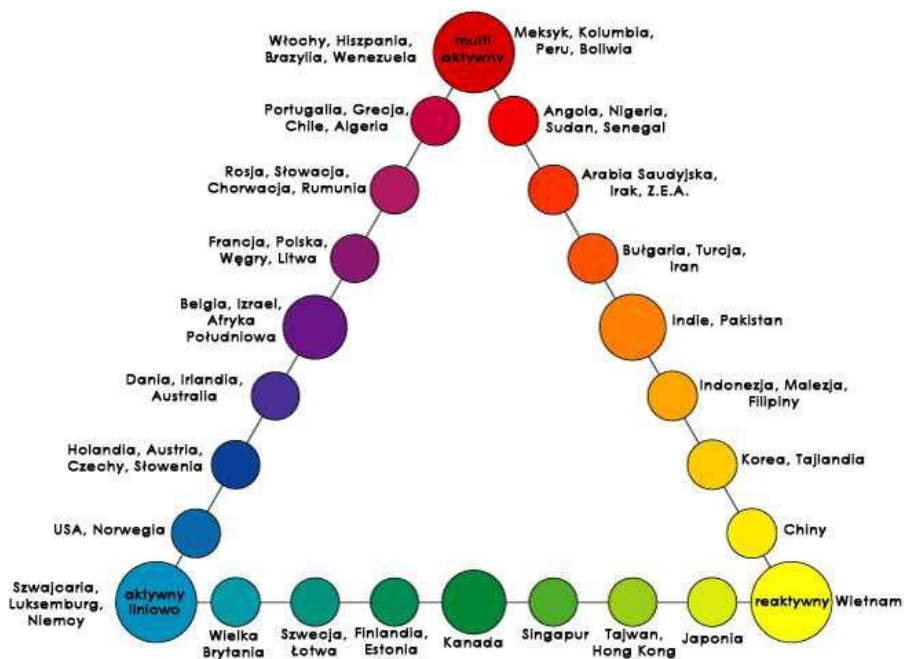 Włochy, Hiszpania,
Brazylia, Wenezuela
multi
aktywny
Meksyk, Kolumbia,
Peru, Boliwia
Portugalia, Grecja,
Chile, Algeria
Angola, Nigeria,
Sudan, Senegal
Rosja, Słowacja,
Chorwacja, Rumunia
Arabia Saudyjska,
Irak, Z.E.A.
Francja, Polska,
Węgry, Litwa
Bułgaria, Turcja,
Iran
Belgia, Izrael,
Afryka
Południowa
Indie, Pakistan
Dania, Irlandia,
Australia
Indonezja, Malezja,
Filipiny
Holandia, Austria,
Czechy, Słowenia
Korea, Tajlandia
USA, Norwegia
Chiny
Szwajcaria,
Luksemburg,
Niemcy
aktywny
liniowo
Wielka
Brytania
Szwecja,
Łotwa
Finlandia,
Estonia
Kanada
Singapur
Tajwan,
Hong Kong
Japonia
reaktywny
Wietnam